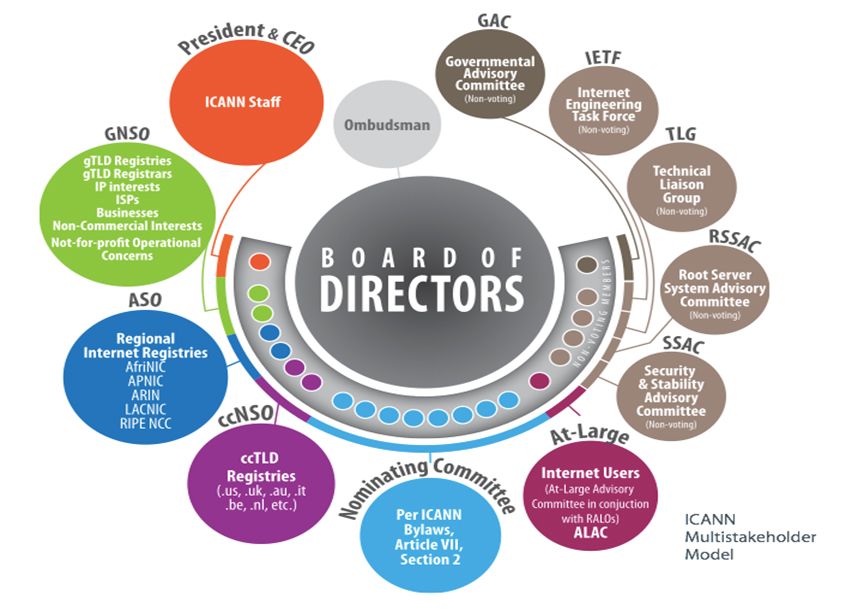 President & CEO
ICANN Staff
Ombudsman
GAC
Governmental
Advisory
Committee
(Non-voting)
IETF
Internet
Engineering
Task Force
(Non-voting)
TLG
Technical
Liaison
Group
(Non-voting)
RSSAC
Root Server
System Advisory
Committee
(Non-voting)
SSAC
Security
& Stability
Advisory
Committee
(Non-voting)
GNSO
gTLD Registries
gTLD Registrars
IP interests
ISPs
Businesses
Non-Commercial Interests
Not-for-profit Operational
Concerns
BOARD OF
DIRECTORS
NON-VOTING MEMBERS
ASO
Regional
Internet Registries
AfriNIC
APNIC
ARIN
LACNIC
RIPE NCC
ccNSO
ccTLD
Registries
(.us, .uk, .au, .it
.be, .nl, etc.)
Nominating Committee
Per ICANN
Bylaws,
Article VII,
Section 2
At-Large
Internet Users
(At-Large Advisory
Committee in conjunction
with RALOs)
ALAC
ICANN
Multistakeholder
Model